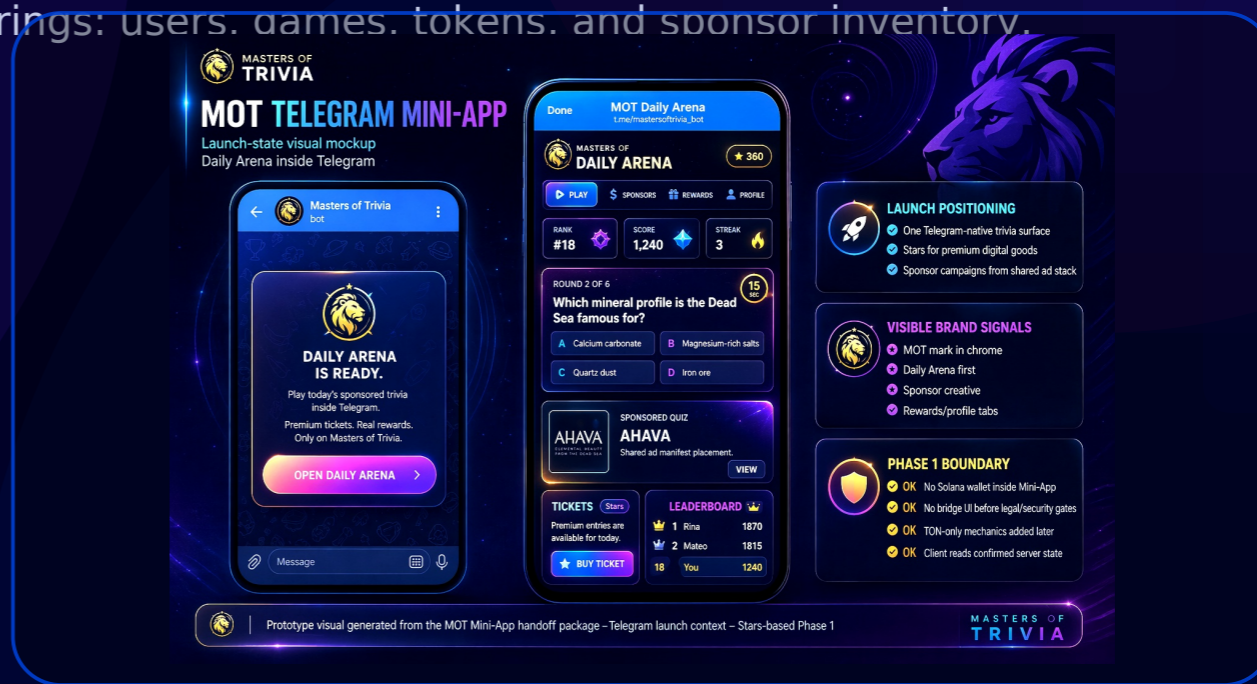 rings: users, games, tokens, and sponsor inventory.
MASTERS OF
TRIVIA
MOT TELEGRAM MINI-APP
Launch-state visual mockup
Daily Arena inside Telegram
Masters of Trivia
bot
DAILY ARENA
IS READY.
Play today's sponsored trivia
inside Telegram.
Premium tickets. Real rewards.
Only on Masters of Trivia.
OPEN DAILY ARENA
Message
Done
MOT Daily Arena
t.me/mastersoftrivia_bot
MASTERS OF
DAILY ARENA
360
PLAY
SPONSORS
REWARDS
PROFILE
RANK
#18
SCORE
1,240
STREAK
3
ROUND 2 OF 6
15
SEC
Which mineral profile is the Dead
Sea famous for?
A Calcium carbonate
B Magnesium-rich salts
C Quartz dust
D Iron ore
AHAVA
ELEMENTAL BEAUTY
FROM THE DEAD SEA
SPONSORED QUIZ
AHAVA
Shared ad manifest placement.
VIEW
TICKETS Stars
Premium entries are
available for today.
BUY TICKET
LEADERBOARD
1 Rina 1870
2 Mateo 1815
18 You 1240
LAUNCH POSITIONING
One Telegram-native trivia surface
Stars for premium digital goods
Sponsor campaigns from shared ad stack
VISIBLE BRAND SIGNALS
MOT mark in chrome
Daily Arena first
Sponsor creative
Rewards/profile tabs
PHASE 1 BOUNDARY
OK No Solana wallet inside Mini-App
OK No bridge UI before legal/security gates
OK TON-only mechanics added later
OK Client reads confirmed server state
Prototype visual generated from the MOT Mini-App handoff package – Telegram launch context – Stars-based Phase 1
MASTERS OF
TRIVIA